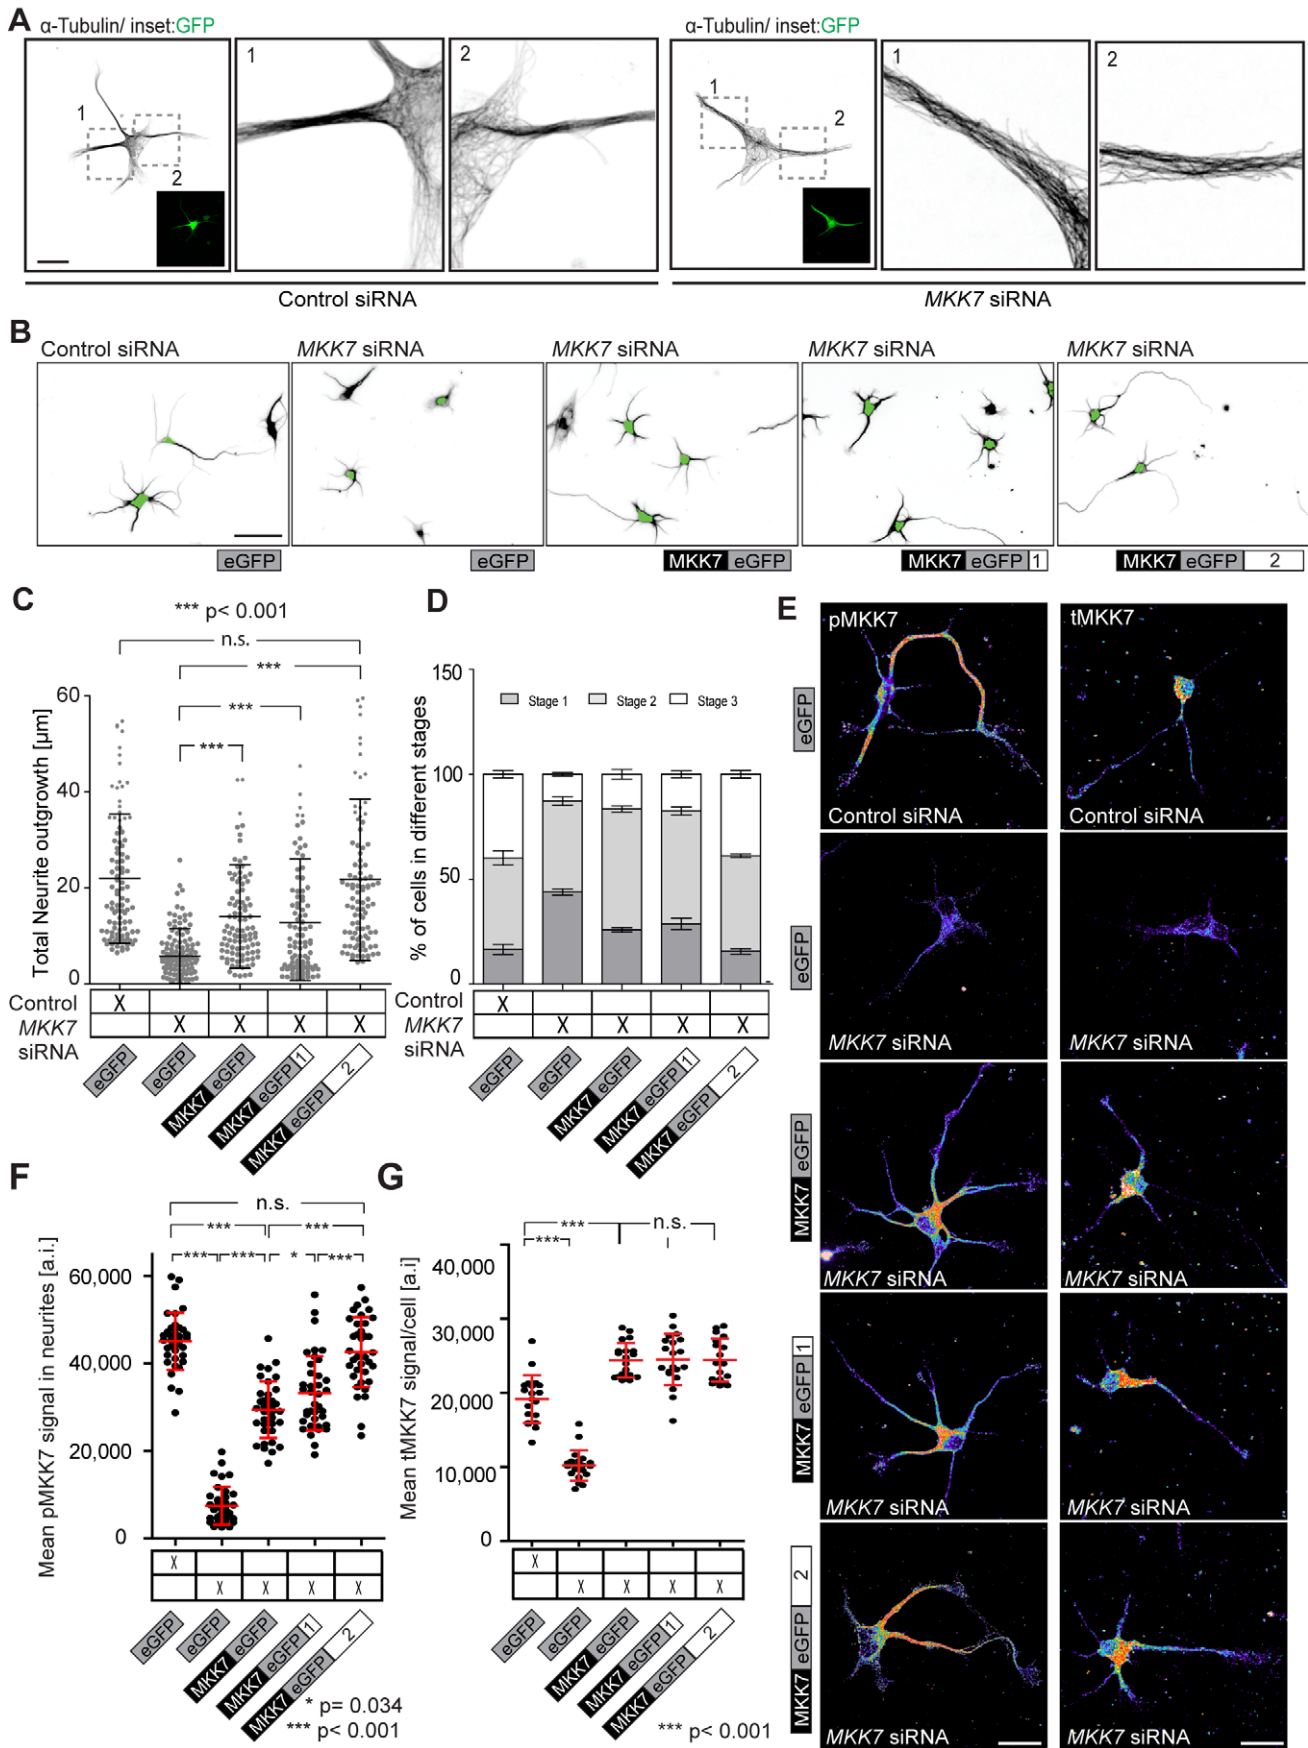 A
α-Tubulin/ inset:GFP
α-Tubulin/ inset:GFP
1
2
1
2
1
2
1
2
Control siRNA
MKK7 siRNA
B
Control siRNA
MKK7 siRNA
MKK7 siRNA
MKK7 siRNA
MKK7 siRNA
eGFP
eGFP
MKK7 eGFP
MKK7 eGFP 1
MKK7 eGFP 2
C
*** p< 0.001
n.s.
***
***
***
Total Neurite outgrowth [µm]
60
40
20
0
Control X
MKK7 X X X X
siRNA
eGFP
eGFP
MKK7 eGFP
MKK7 eGFP 1
MKK7 eGFP 2
D
% of cells in different stages
150
100
50
0
Stage 1 Stage 2 Stage 3
Control X
MKK7 X X X X
siRNA
eGFP
eGFP
MKK7 eGFP
MKK7 eGFP 1
MKK7 eGFP 2
E
pMKK7
tMKK7
eGFP
Control siRNA
Control siRNA
eGFP
MKK7 siRNA
MKK7 siRNA
MKK7 eGFP
MKK7 siRNA
MKK7 siRNA
MKK7 eGFP 1
MKK7 siRNA
MKK7 siRNA
MKK7 eGFP 2
MKK7 siRNA
MKK7 siRNA
F
n.s.
*** ***
*** *** * ***
Mean pMKK7 signal in neurites [a.i.]
60,000
40,000
20,000
0
X
X X X X
eGFP
eGFP
MKK7 eGFP
MKK7 eGFP 1
MKK7 eGFP 2
* p= 0.034
*** p< 0.001
G
*** n.s.
***
Mean tMKK7 signal/cell [a.i]
40,000
30,000
20,000
10,000
0
X
X X X X
eGFP
eGFP
MKK7 eGFP
MKK7 eGFP 1
MKK7 eGFP 2
*** p< 0.001